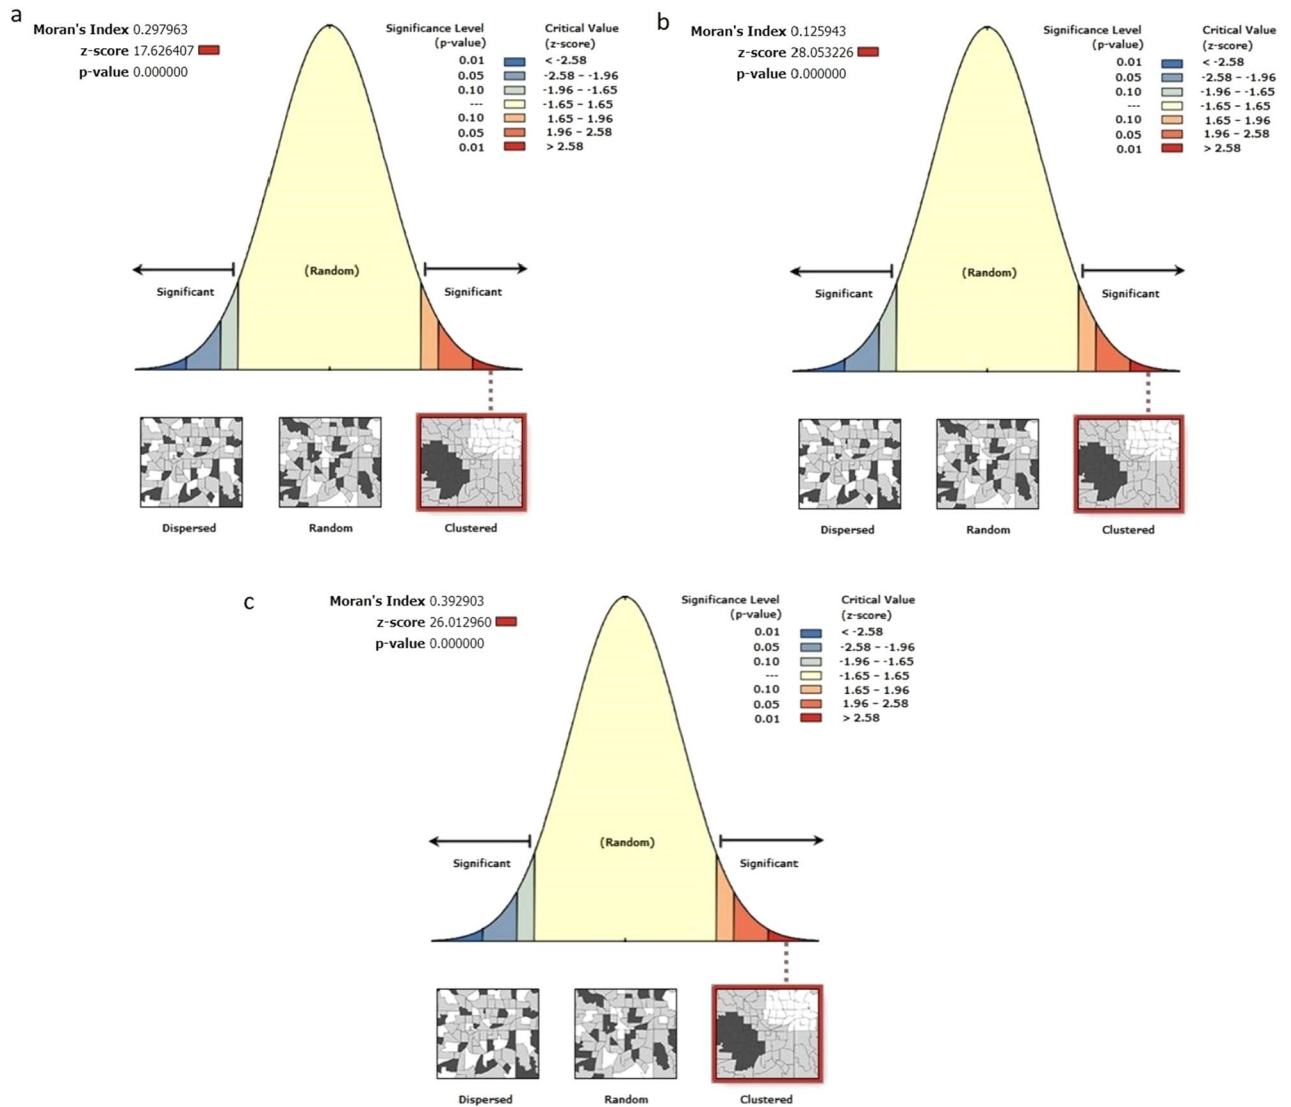 a
Moran's Index 0.297963
z-score 17.626407
p-value 0.000000
Significance Level (p-value)
Critical Value (z-score)
0.01 < -2.58
0.05 -2.58 – -1.96
0.10 -1.96 – -1.65
--- -1.65 – 1.65
0.10 1.65 – 1.96
0.05 1.96 – 2.58
0.01 > 2.58
(Random)
Significant
Significant
Dispersed
Random
Clustered
b
Moran's Index 0.125943
z-score 28.053226
p-value 0.000000
Significance Level (p-value)
Critical Value (z-score)
0.01 < -2.58
0.05 -2.58 – -1.96
0.10 -1.96 – -1.65
--- -1.65 – 1.65
0.10 1.65 – 1.96
0.05 1.96 – 2.58
0.01 > 2.58
(Random)
Significant
Significant
Dispersed
Random
Clustered
c
Moran's Index 0.392903
z-score 26.012960
p-value 0.000000
Significance Level (p-value)
Critical Value (z-score)
0.01 < -2.58
0.05 -2.58 – -1.96
0.10 -1.96 – -1.65
--- -1.65 – 1.65
0.10 1.65 – 1.96
0.05 1.96 – 2.58
0.01 > 2.58
(Random)
Significant
Significant
Dispersed
Random
Clustered